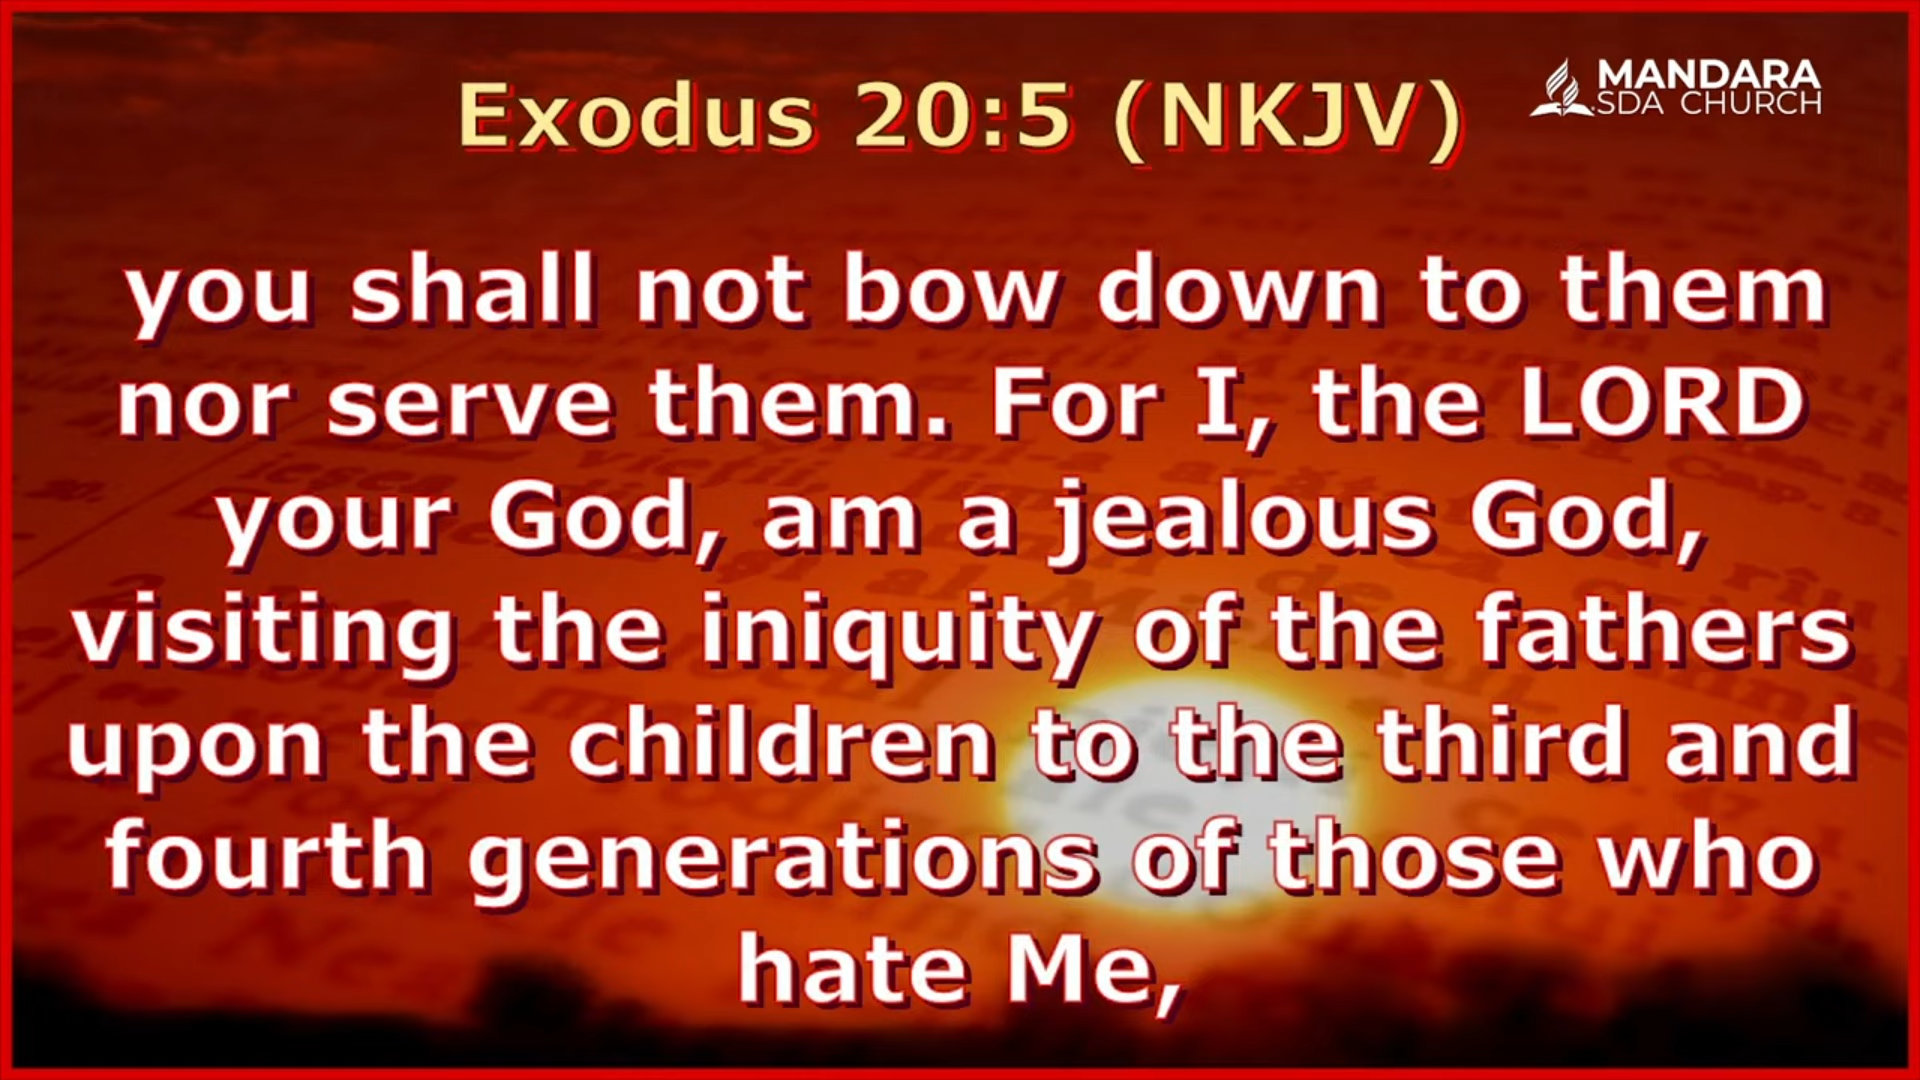 Exodus 20:5 (NKJV)
MANDARA
SDA CHURCH
you shall not bow down to them
nor serve them. For I, the LORD
your God, am a jealous God,
visiting the iniquity of the fathers
upon the children to the third and
fourth generations of those who
hate Me,